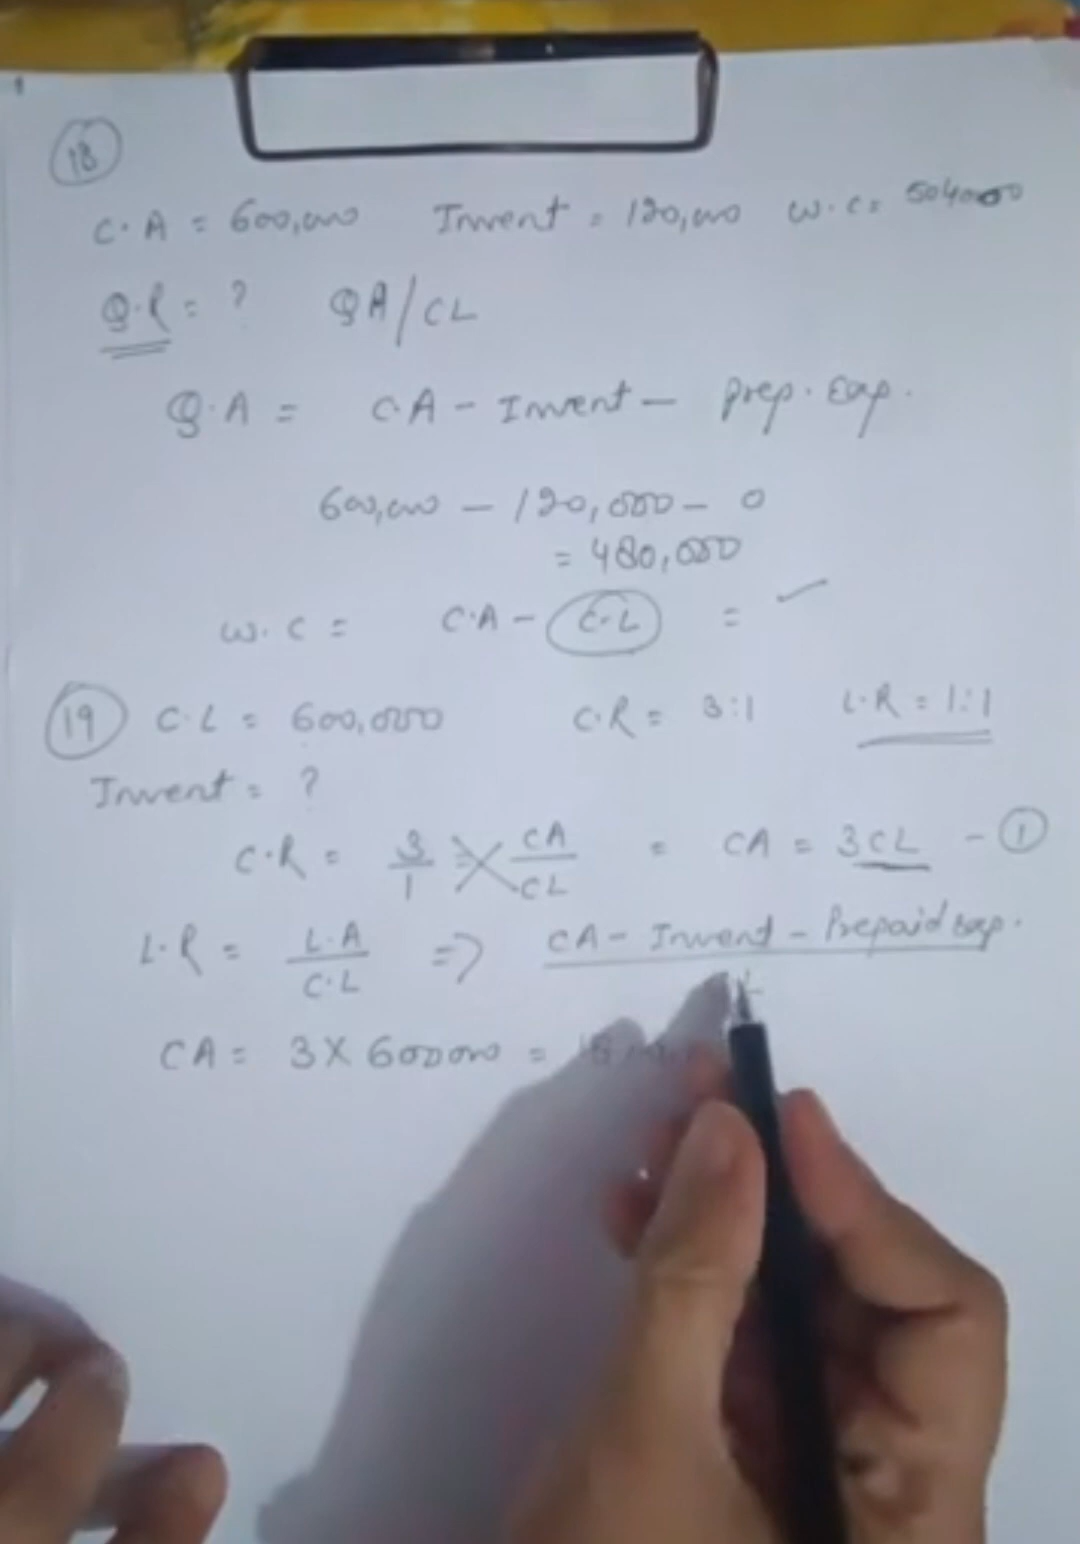 18
C.A = 600,000 Invent = 120,000 W.C = 504000
Q.R = ? QA/CL
Q.A = C.A - Invent - Prep. Exp.
600,000 - 120,000 - 0
= 480,000
W.C = C.A - C.L =
19 C.L = 600,000 C.R = 3:1 L.R = 1:1
Invent = ?
C.R = 3/1 = CA/CL = CA = 3CL - 1
L.R = L.A/C.L => CA - Invent - Prepaid Exp.
CA = 3 X 600000 =